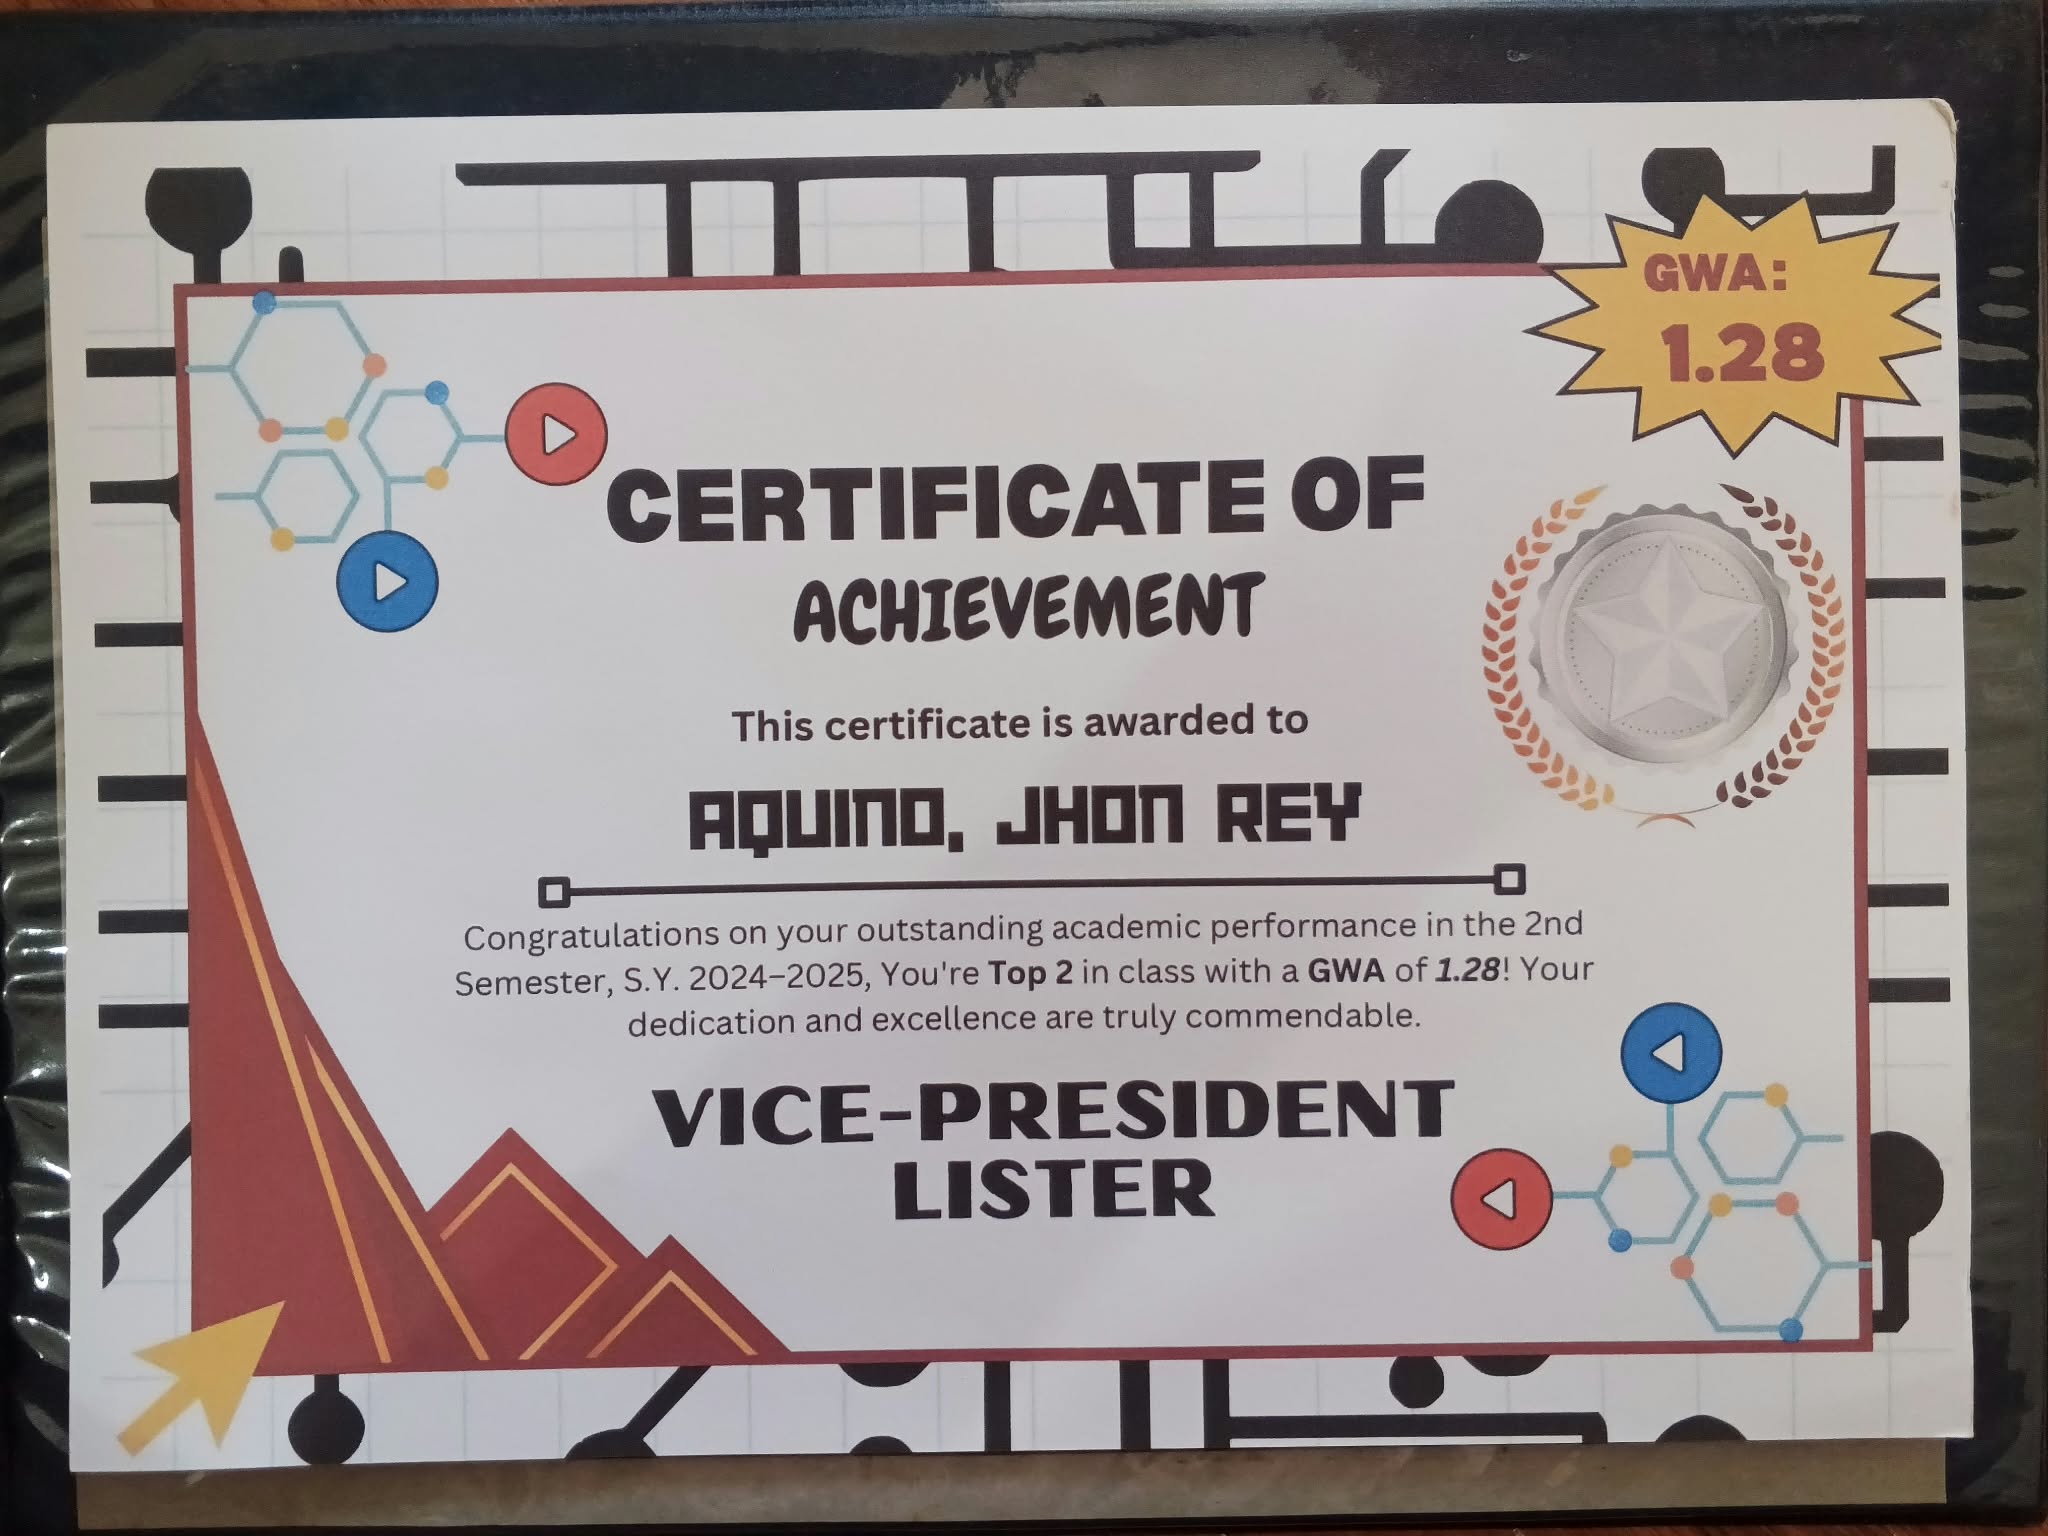 GWA:
1.28
CERTIFICATE OF
ACHIEVEMENT
This certificate is awarded to
AQUINO, JHON REY
Congratulations on your outstanding academic performance in the 2nd
Semester, S.Y. 2024–2025, You're Top 2 in class with a GWA of 1.28! Your
dedication and excellence are truly commendable.
VICE-PRESIDENT
LISTER